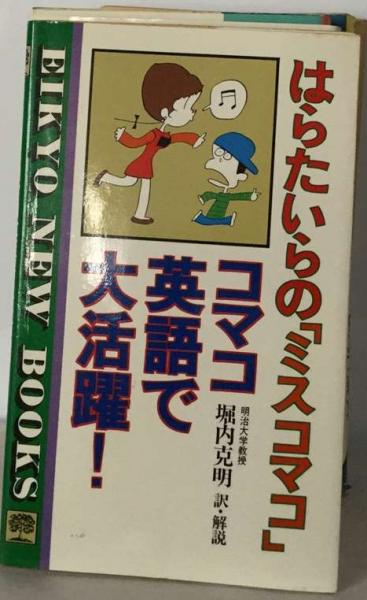 はらたいらの「ミスコマコ」
コマコ
英語で
大活躍！
明治大学教授
堀内克明 訳・解説
EIKYO NEW BOOKS